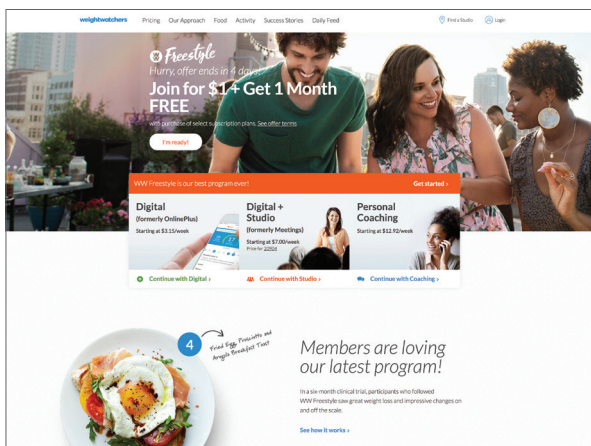 weightwatchers Pricing Our Approach Food Activity Success Stories Daily Feed Find a Studio Login
Freestyle
Hurry, offer ends in 4 days!
Join for $1 + Get 1 Month
FREE
with purchase of select subscription plans. See offer terms
I'm ready!
WW Freestyle is our best program ever! Get started ›
Digital
(formerly OnlinePlus)
Starting at $3.15/week
Digital +
Studio
(formerly Meetings)
Starting at $7.00/week
Price for 20904
Personal
Coaching
Starting at $12.92/week
Continue with Digital ›
Continue with Studio ›
Continue with Coaching ›
4
Fried Egg, Prosciutto and
Arugula Breakfast Toast
Members are loving
our latest program!
In a six-month clinical trial, participants who followed
WW Freestyle saw great weight loss and impressive changes on
and off the scale.
See how it works ›